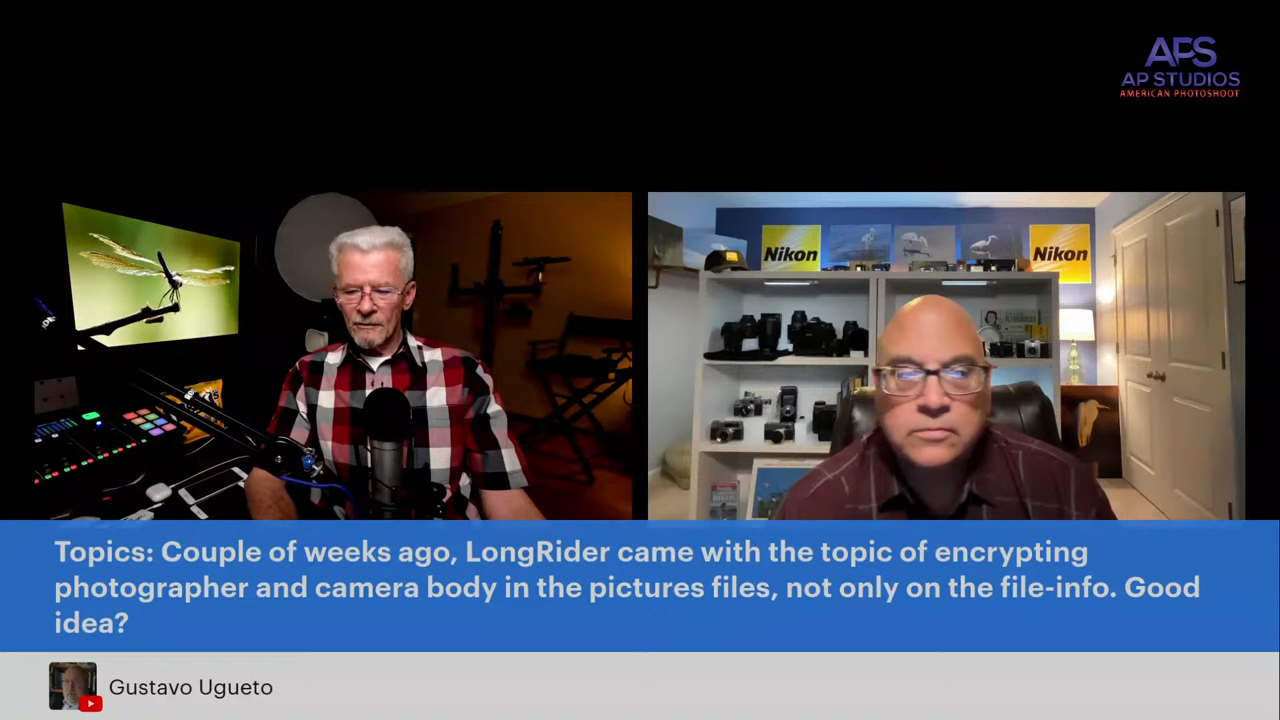 APS
AP STUDIOS
AMERICAN PHOTOSHOOT
Nikon
Nikon
Topics: Couple of weeks ago, LongRider came with the topic of encrypting
photographer and camera body in the pictures files, not only on the file-info. Good
idea?
Gustavo Ugueto